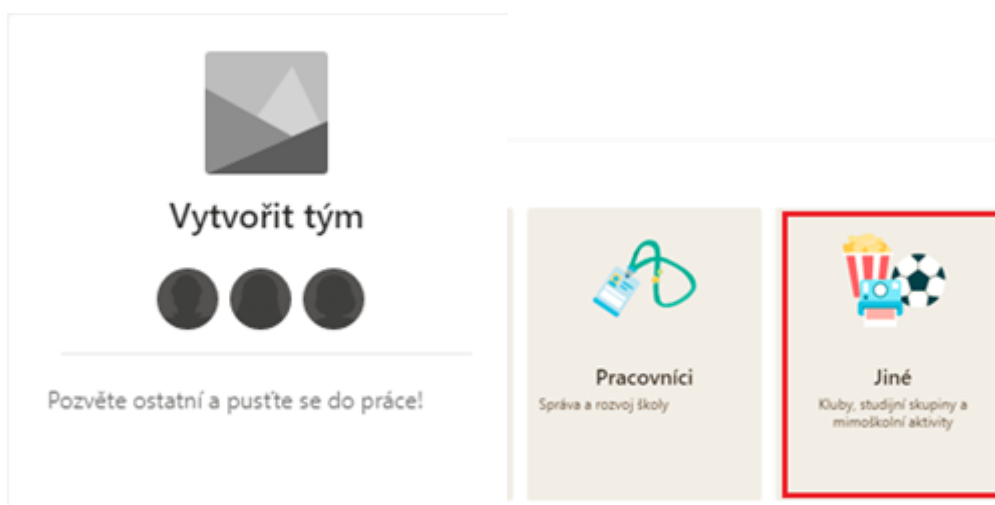 Vytvořit tým
Pozvěte ostatní a pusťte se do práce!
Pracovníci
Správa a rozvoj školy
Jiné
Kluby, studijní skupiny a
mimoškolní aktivity